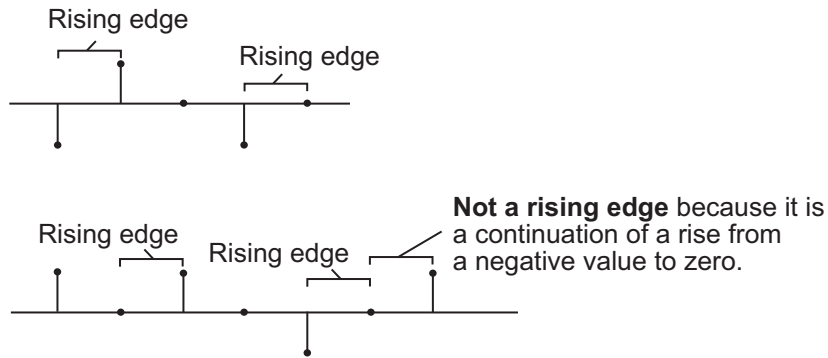 Rising edge
Rising edge
Not a rising edge because it is
a continuation of a rise from
a negative value to zero.
Rising edge
Rising edge